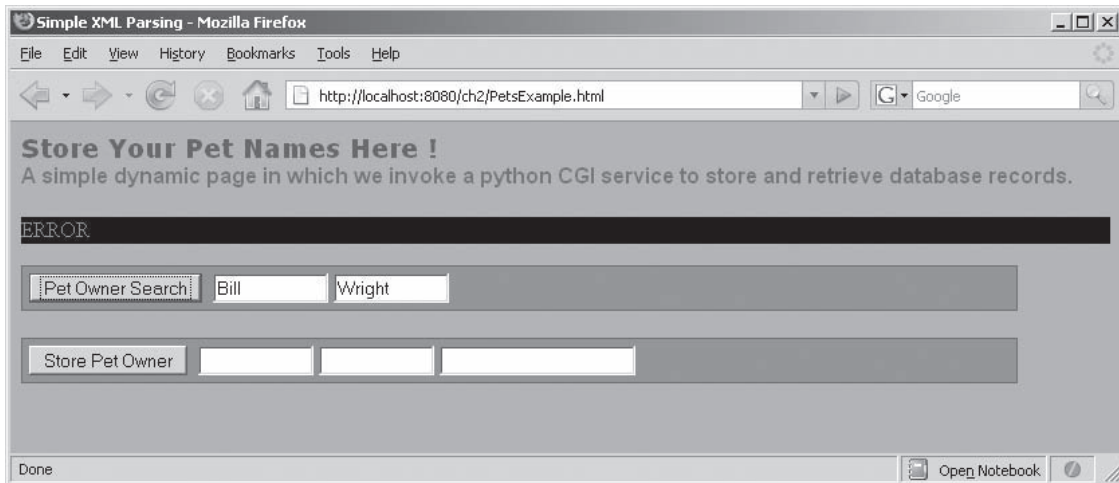 Simple XML Parsing - Mozilla Firefox
File Edit View History Bookmarks Tools Help
http://localhost:8080/ch2/PetsExample.html G Google
Store Your Pet Names Here !
A simple dynamic page in which we invoke a python CGI service to store and retrieve database records.
ERROR
Pet Owner Search Bill Wright
Store Pet Owner
Done Open Notebook